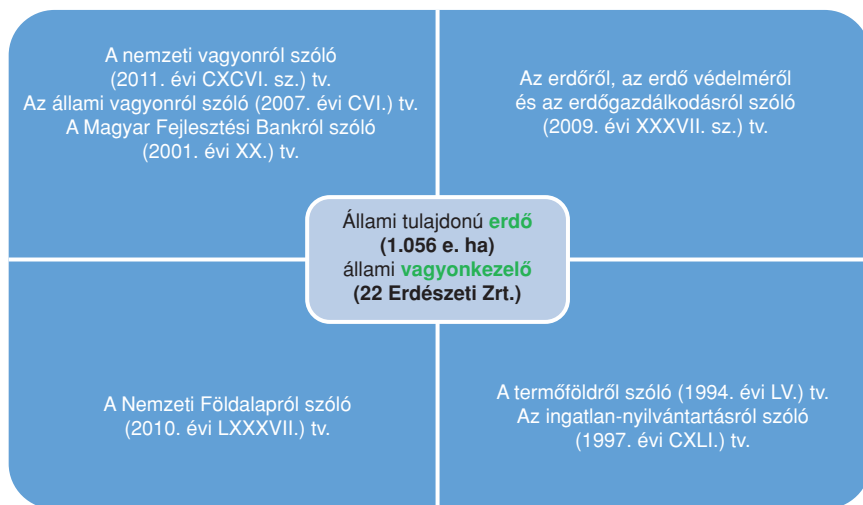 A nemzeti vagyonról szóló
(2011. évi CXCVI. sz.) tv.
Az állami vagyonról szóló (2007. évi CVI.) tv.
A Magyar Fejlesztési Bankról szóló
(2001. évi XX.) tv.
Az erdőről, az erdő védelméről
és az erdőgazdálkodásról szóló
(2009. évi XXXVII. sz.) tv.
Állami tulajdonú erdő
(1.056 e. ha)
állami vagyonkezelő
(22 Erdészeti Zrt.)
A Nemzeti Földalapról szóló
(2010. évi LXXXVII.) tv.
A termőföldről szóló (1994. évi LV.) tv.
Az ingatlan-nyilvántartásról szóló
(1997. évi CXLI.) tv.